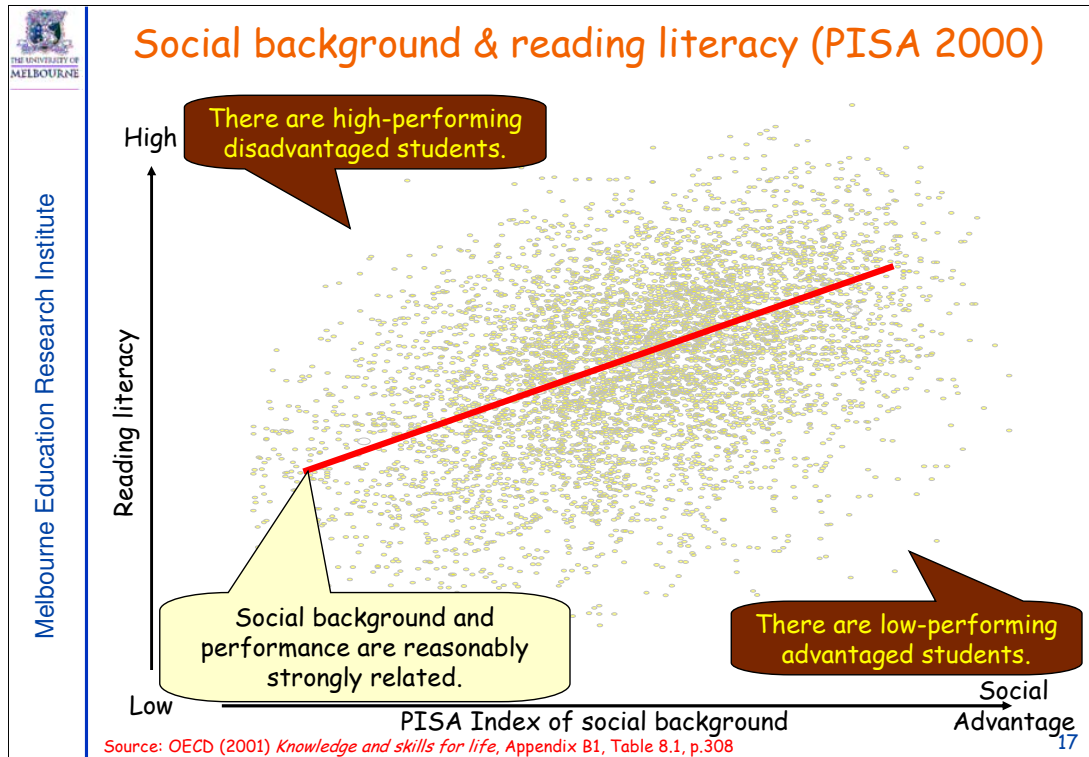 Social background & reading literacy (PISA 2000)
THE UNIVERSITY OF
MELBOURNE
Melbourne Education Research Institute
High
There are high-performing
disadvantaged students.
Reading literacy
Social background and
performance are reasonably
strongly related.
There are low-performing
advantaged students.
Low
PISA Index of social background
Social
Advantage
Source: OECD (2001) Knowledge and skills for life, Appendix B1, Table 8.1, p.308
17